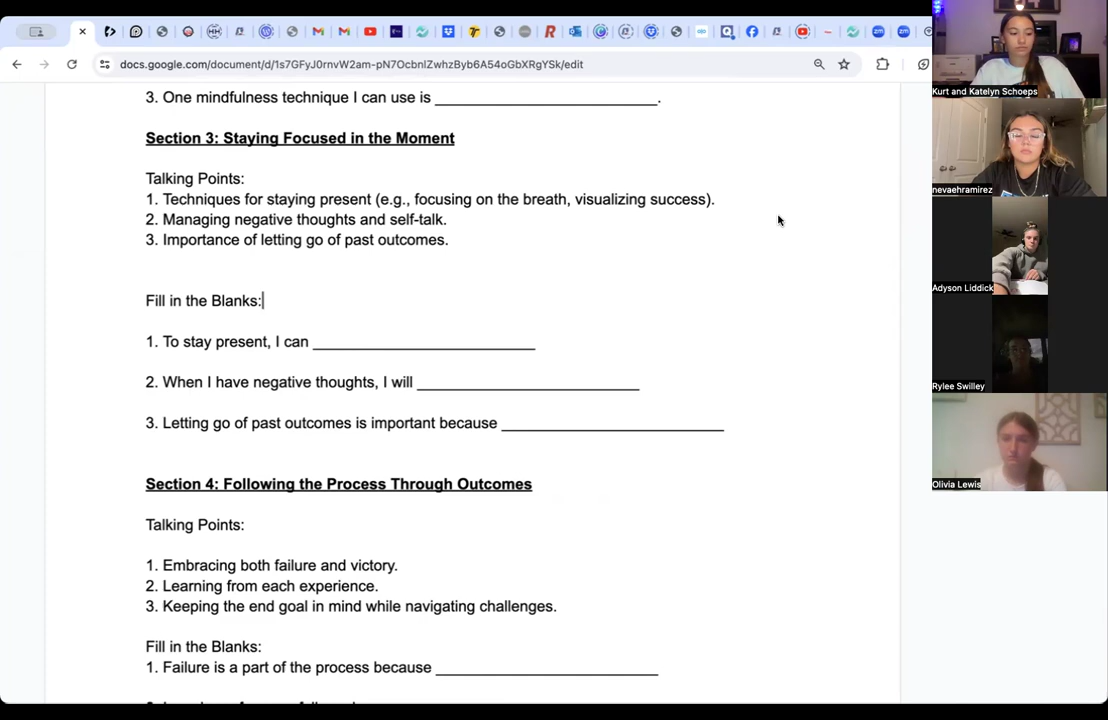 docs.google.com/document/d/1s7GFyJ0rnvW2am-pN7OcbnlZwhzByb6A54oGbXRgYSk/edit
3. One mindfulness technique I can use is ___________________________.
Section 3: Staying Focused in the Moment
Talking Points:
1. Techniques for staying present (e.g., focusing on the breath, visualizing success).
2. Managing negative thoughts and self-talk.
3. Importance of letting go of past outcomes.
Fill in the Blanks:
1. To stay present, I can ___________________________
2. When I have negative thoughts, I will ___________________________
3. Letting go of past outcomes is important because ___________________________
Section 4: Following the Process Through Outcomes
Talking Points:
1. Embracing both failure and victory.
2. Learning from each experience.
3. Keeping the end goal in mind while navigating challenges.
Fill in the Blanks:
1. Failure is a part of the process because ___________________________
Kurt and Katelyn Schoeps
nevaehramirez
Adyson Liddick
Rylee Swilley
Olivia Lewis